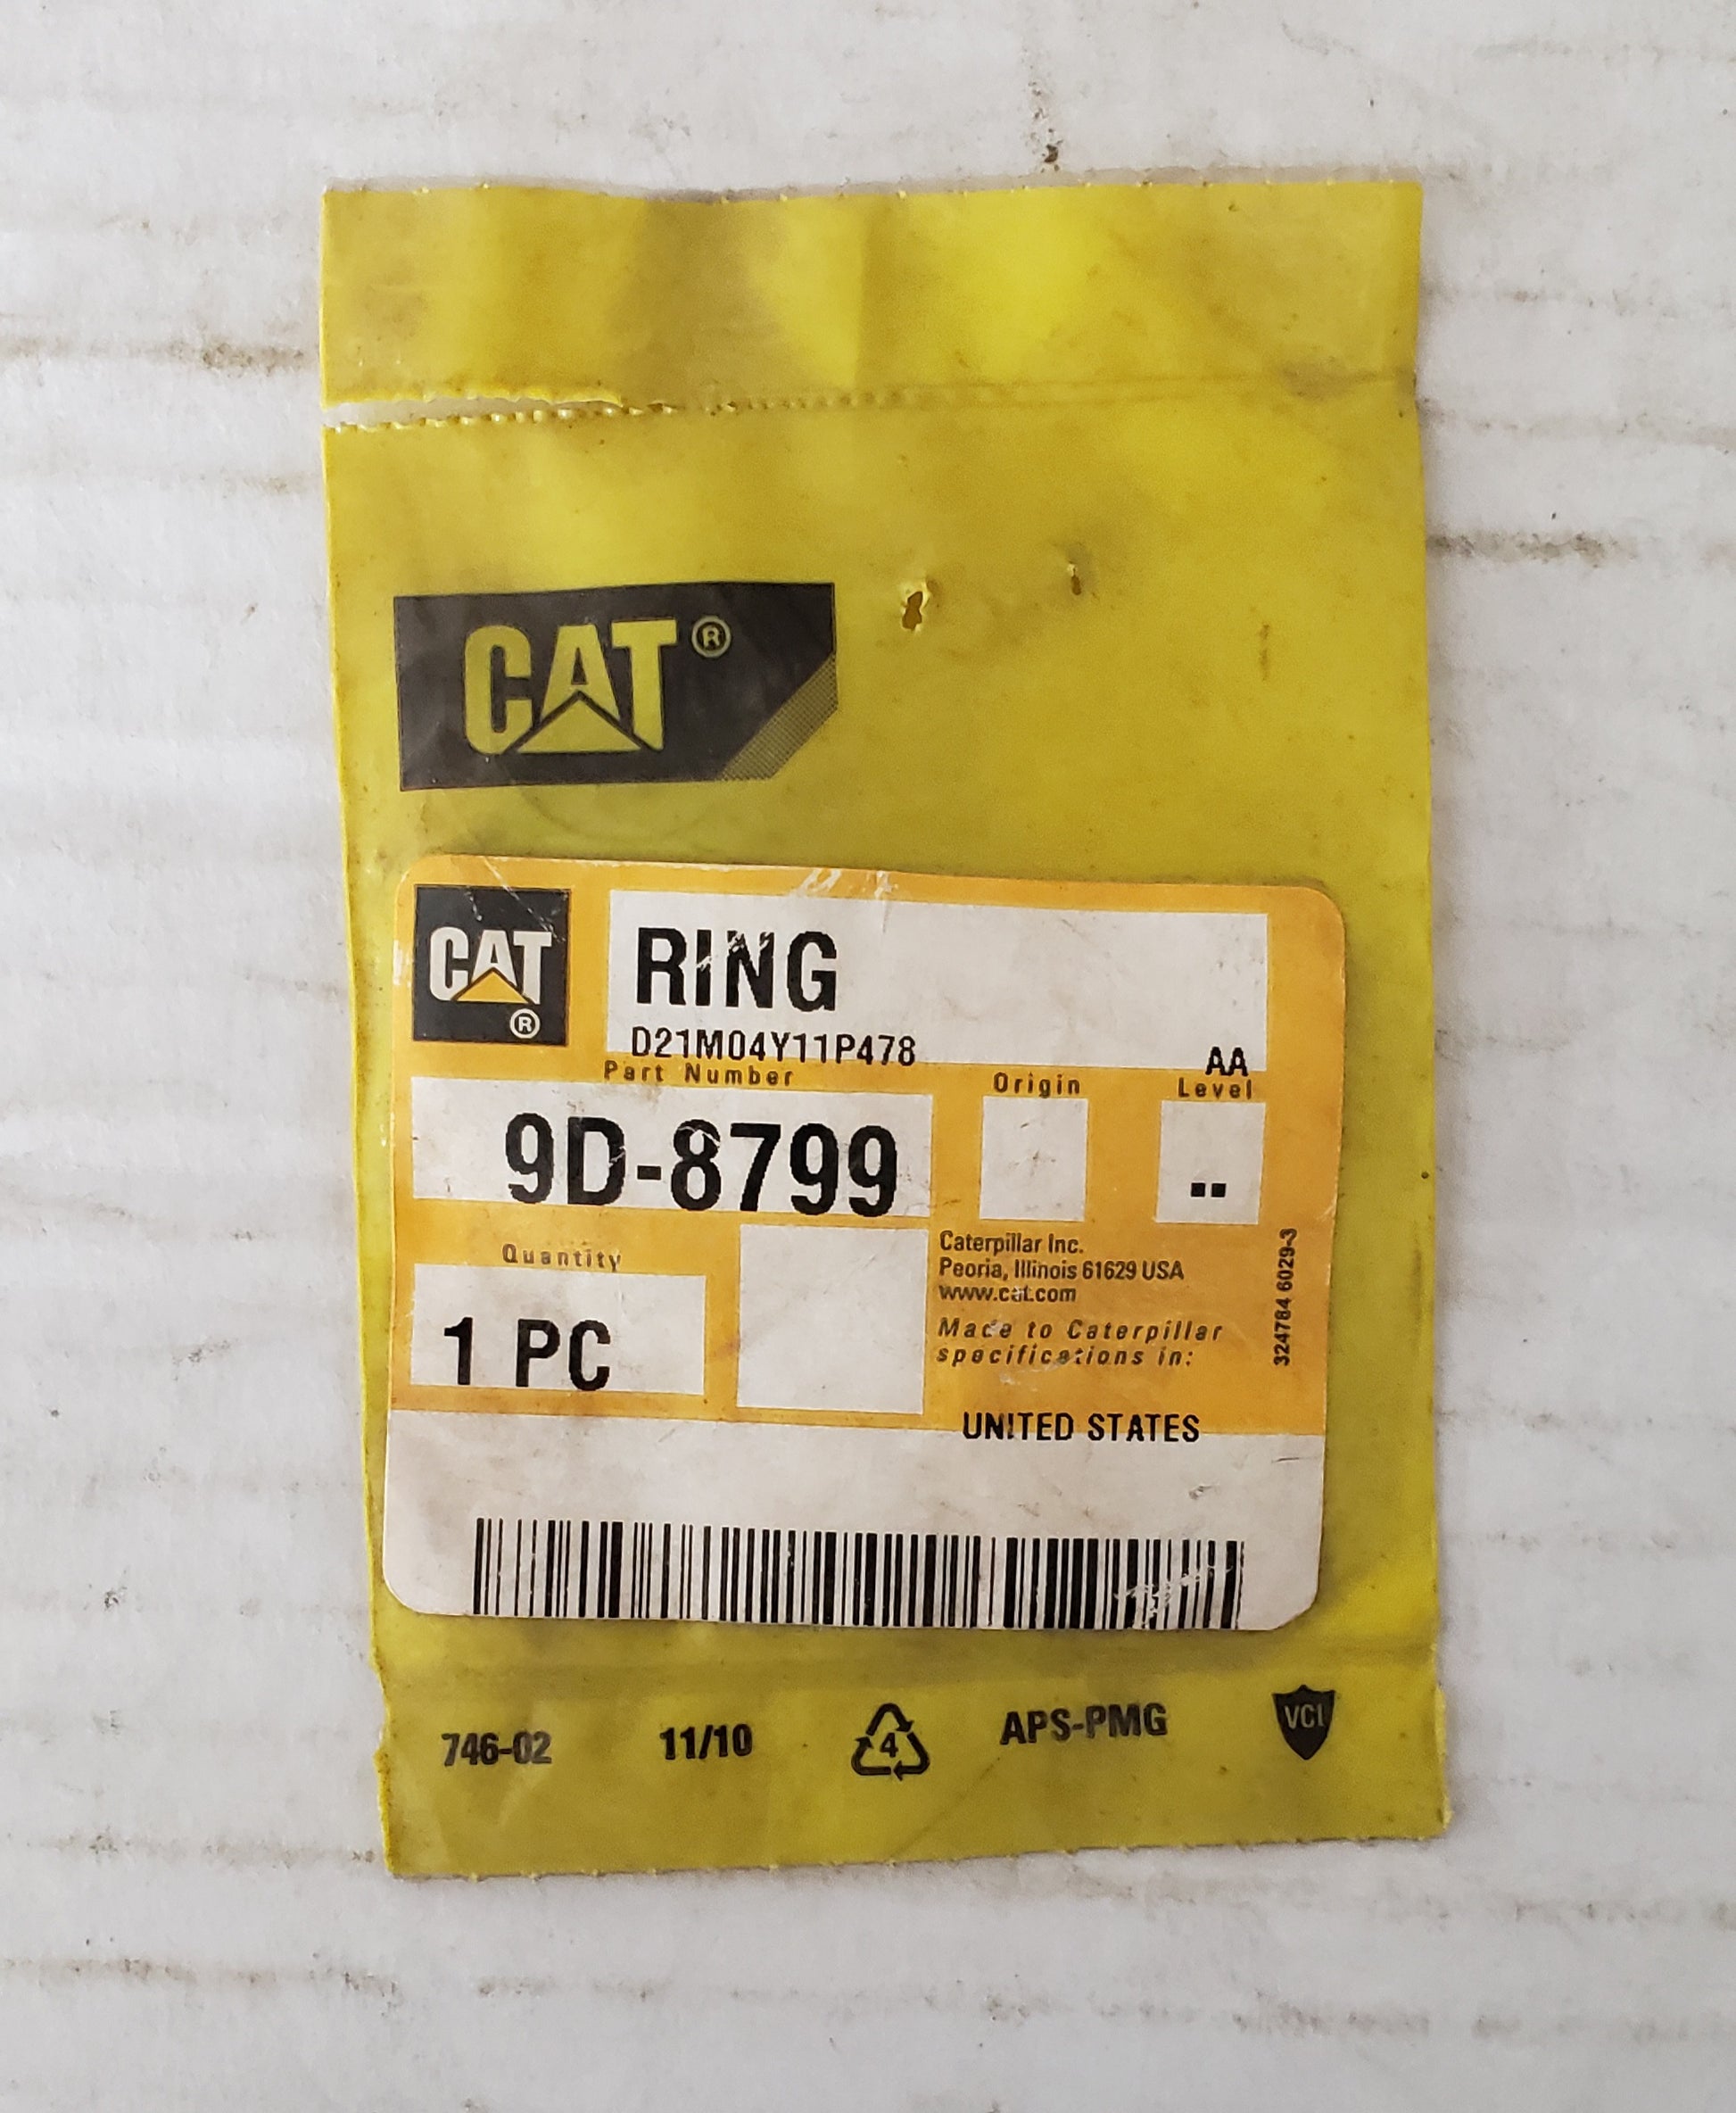 CAT®
CAT
®
RING
D21M04Y11P478
AA
Part Number
Origin
Level
9D-8799
..
Quantity
1 PC
Caterpillar Inc.
Peoria, Illinois 61629 USA
www.cat.com
Made to Caterpillar
specifications in:
UNITED STATES
324784 6029-3
746-02
11/10
4
APS-PMG
VCI